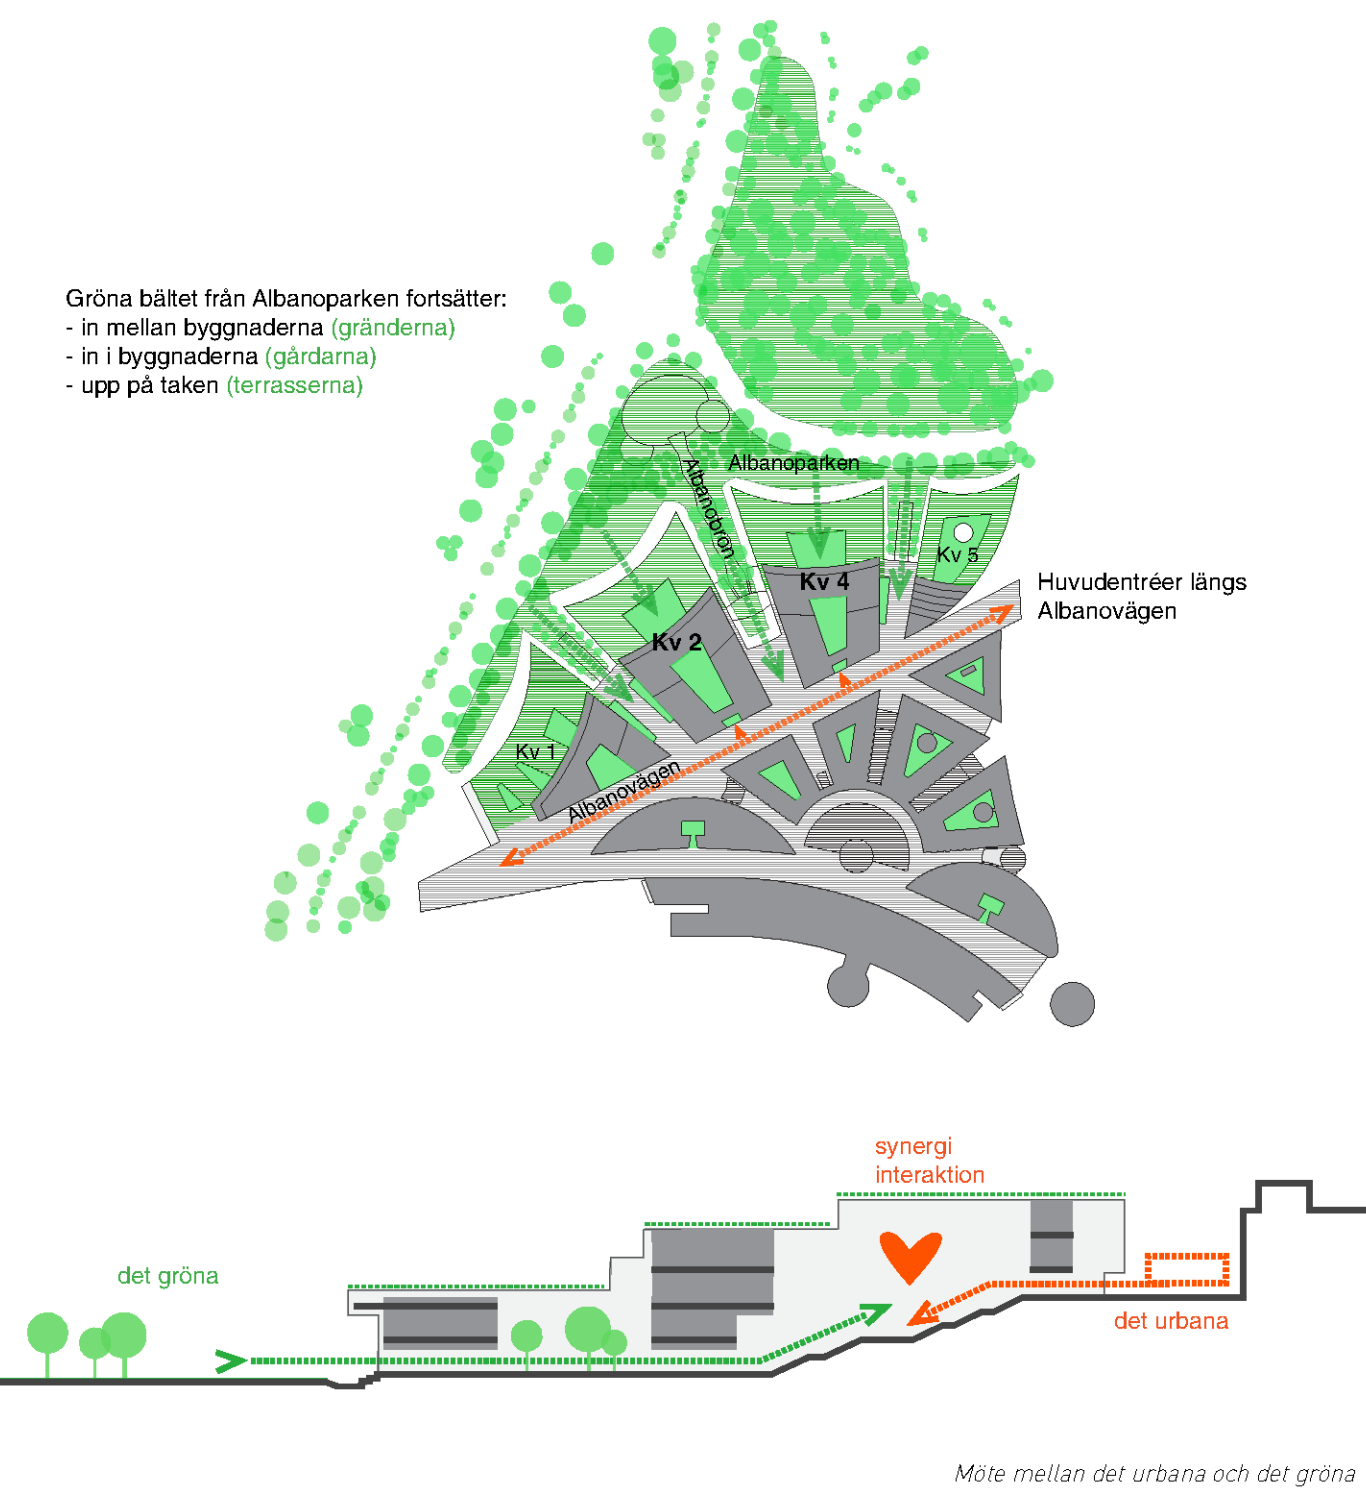 Gröna bältet från Albanoparken fortsätter:
- in mellan byggnaderna (gränderna)
- in i byggnaderna (gårdarna)
- upp på taken (terrasserna)
Albanoparken
Albanobron
Kv 5
Kv 4
Huvudentréer längs
Albanovägen
Kv 2
Kv 1
Albanovägen
synergi
interaktion
det gröna
det urbana
Möte mellan det urbana och det gröna